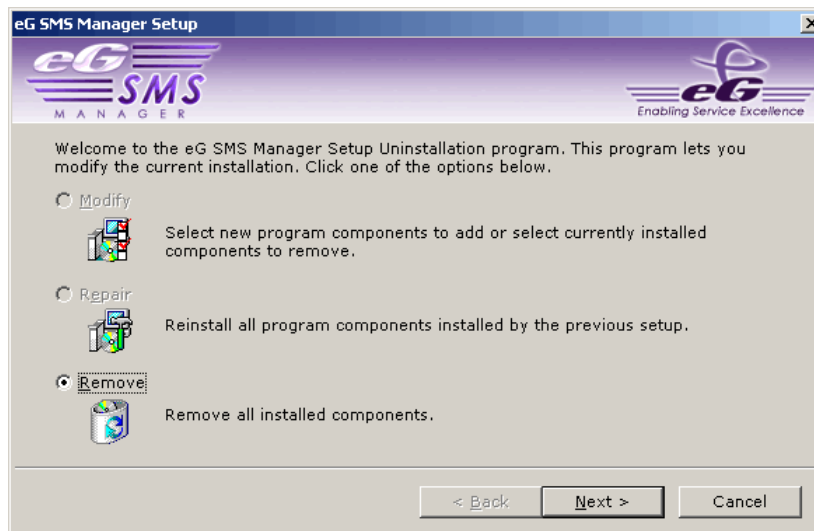 eG SMS Manager Setup
eG
SMS
MANAGER
eG
Enabling Service Excellence
Welcome to the eG SMS Manager Setup Uninstallation program. This program lets you
modify the current installation. Click one of the options below.
Modify
Select new program components to add or select currently installed
components to remove.
Repair
Reinstall all program components installed by the previous setup.
Remove
Remove all installed components.
< Back
Next >
Cancel